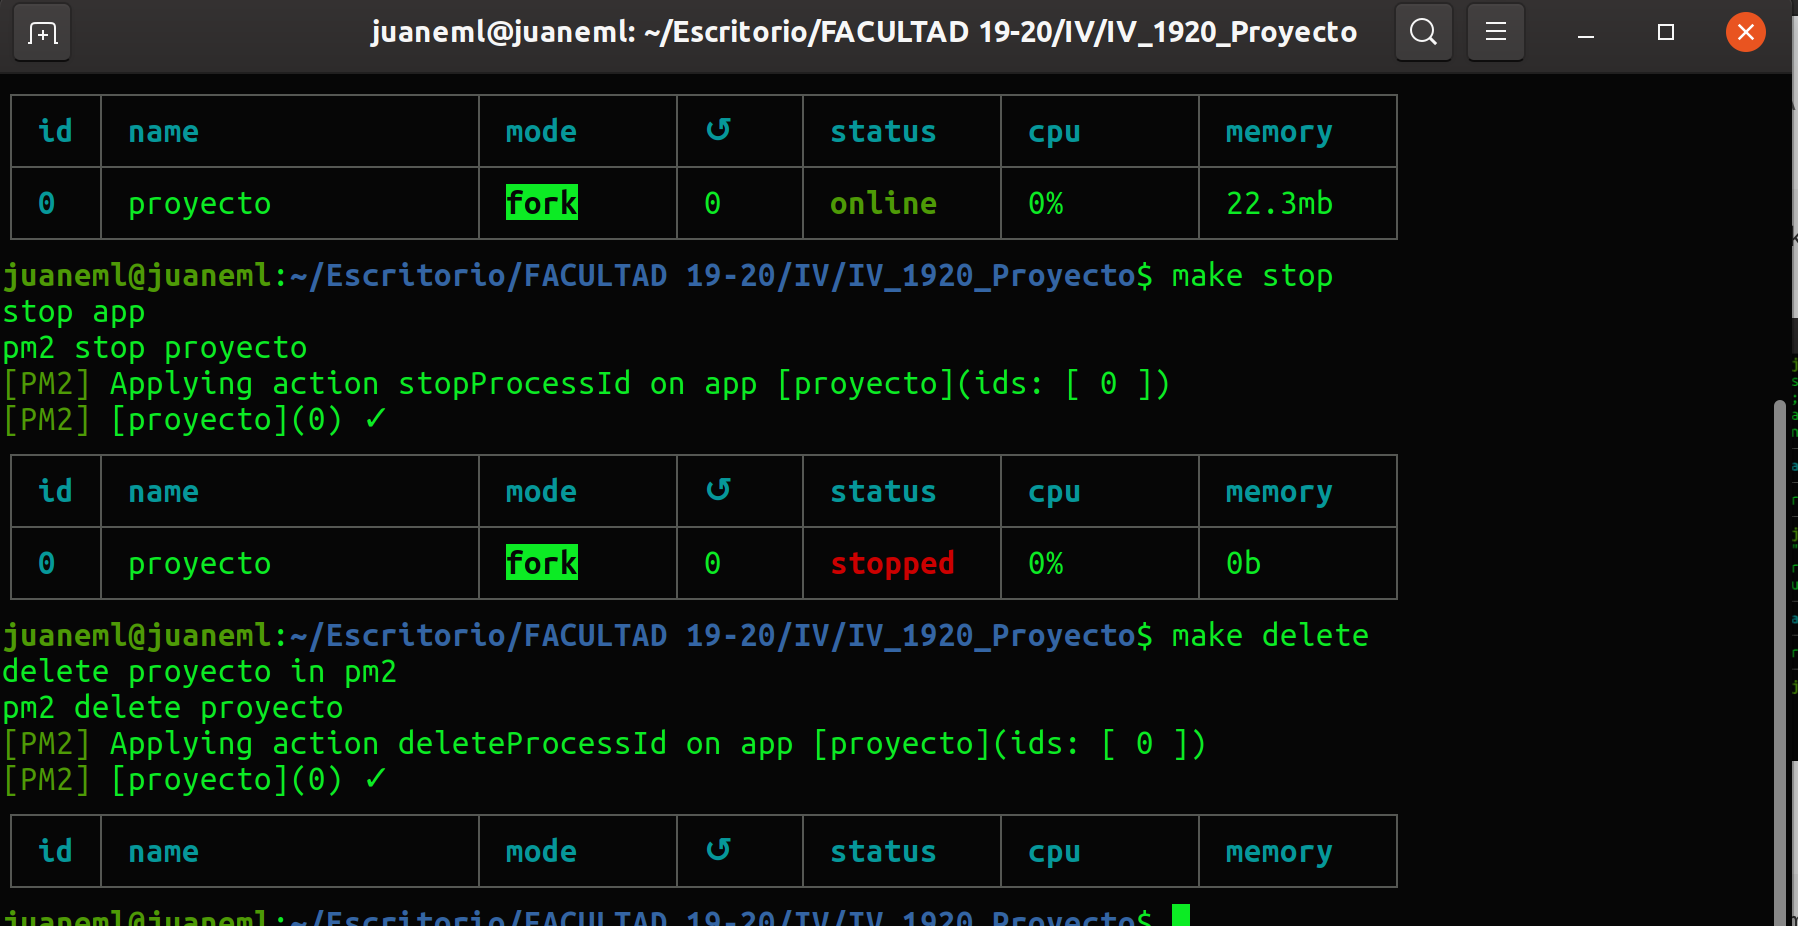 juaneml@juaneml: ~/Escritorio/FACULTAD 19-20/IV/IV_1920_Proyecto
id name mode ↺ status cpu memory
0 proyecto fork 0 online 0% 22.3mb
juaneml@juaneml:~/Escritorio/FACULTAD 19-20/IV/IV_1920_Proyecto$ make stop
stop app
pm2 stop proyecto
[PM2] Applying action stopProcessId on app [proyecto](ids: [ 0 ])
[PM2] [proyecto](0) ✓
id name mode ↺ status cpu memory
0 proyecto fork 0 stopped 0% 0b
juaneml@juaneml:~/Escritorio/FACULTAD 19-20/IV/IV_1920_Proyecto$ make delete
delete proyecto in pm2
pm2 delete proyecto
[PM2] Applying action deleteProcessId on app [proyecto](ids: [ 0 ])
[PM2] [proyecto](0) ✓
id name mode ↺ status cpu memory
juaneml@juaneml:~/Escritorio/FACULTAD 19-20/IV/IV_1920_Proyecto$